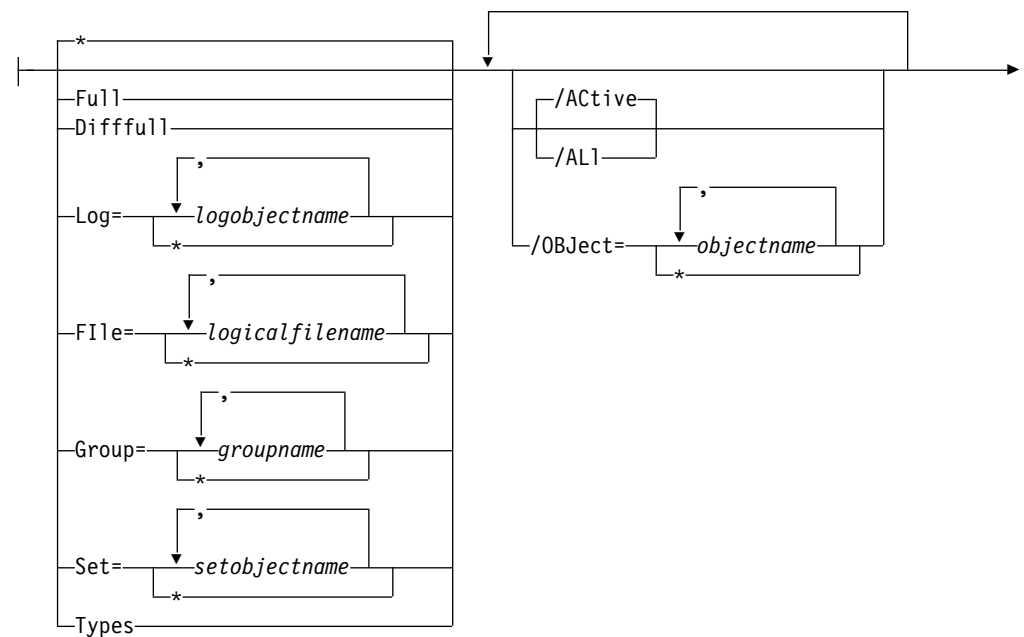 *
Full
Difffull
,
Log= logobjectname
*
,
FIle= logicalfilename
*
,
Group= groupname
*
,
Set= setobjectname
*
Types
/ACtive
/ALl
,
/OBJect= objectname
*